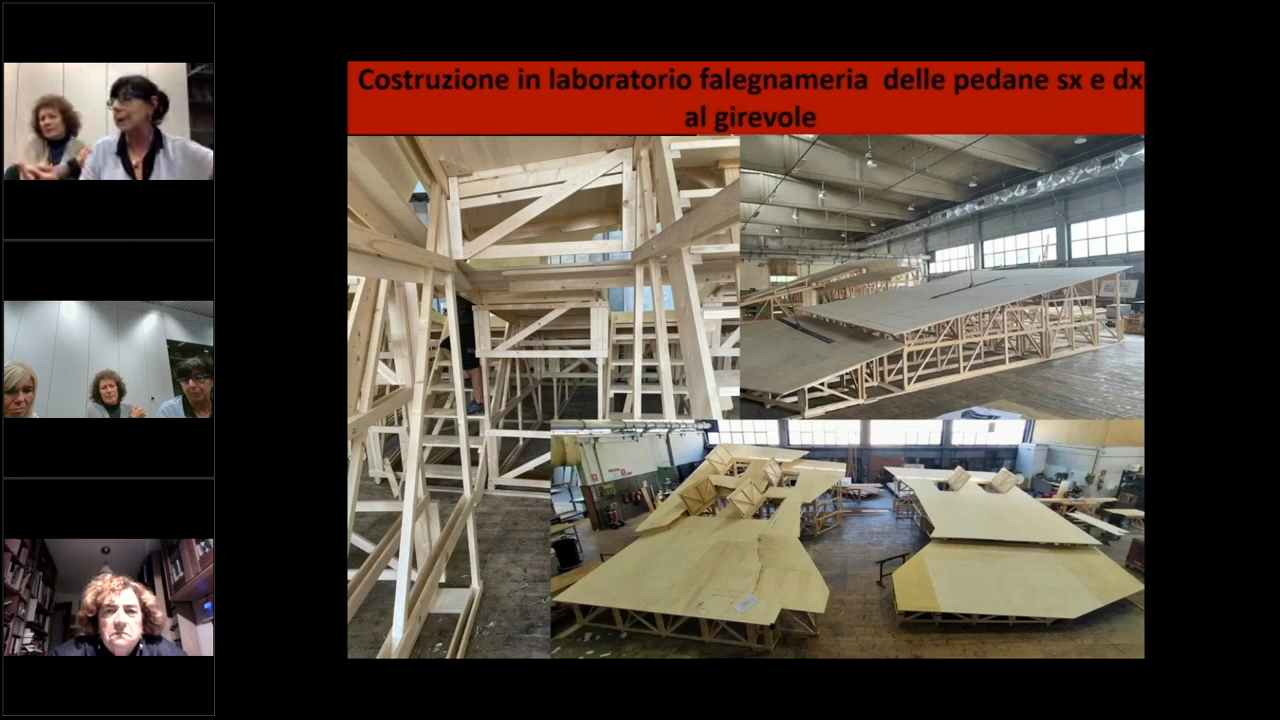 Costruzione in laboratorio falegnameria  delle pedane sx e dx
al girevole